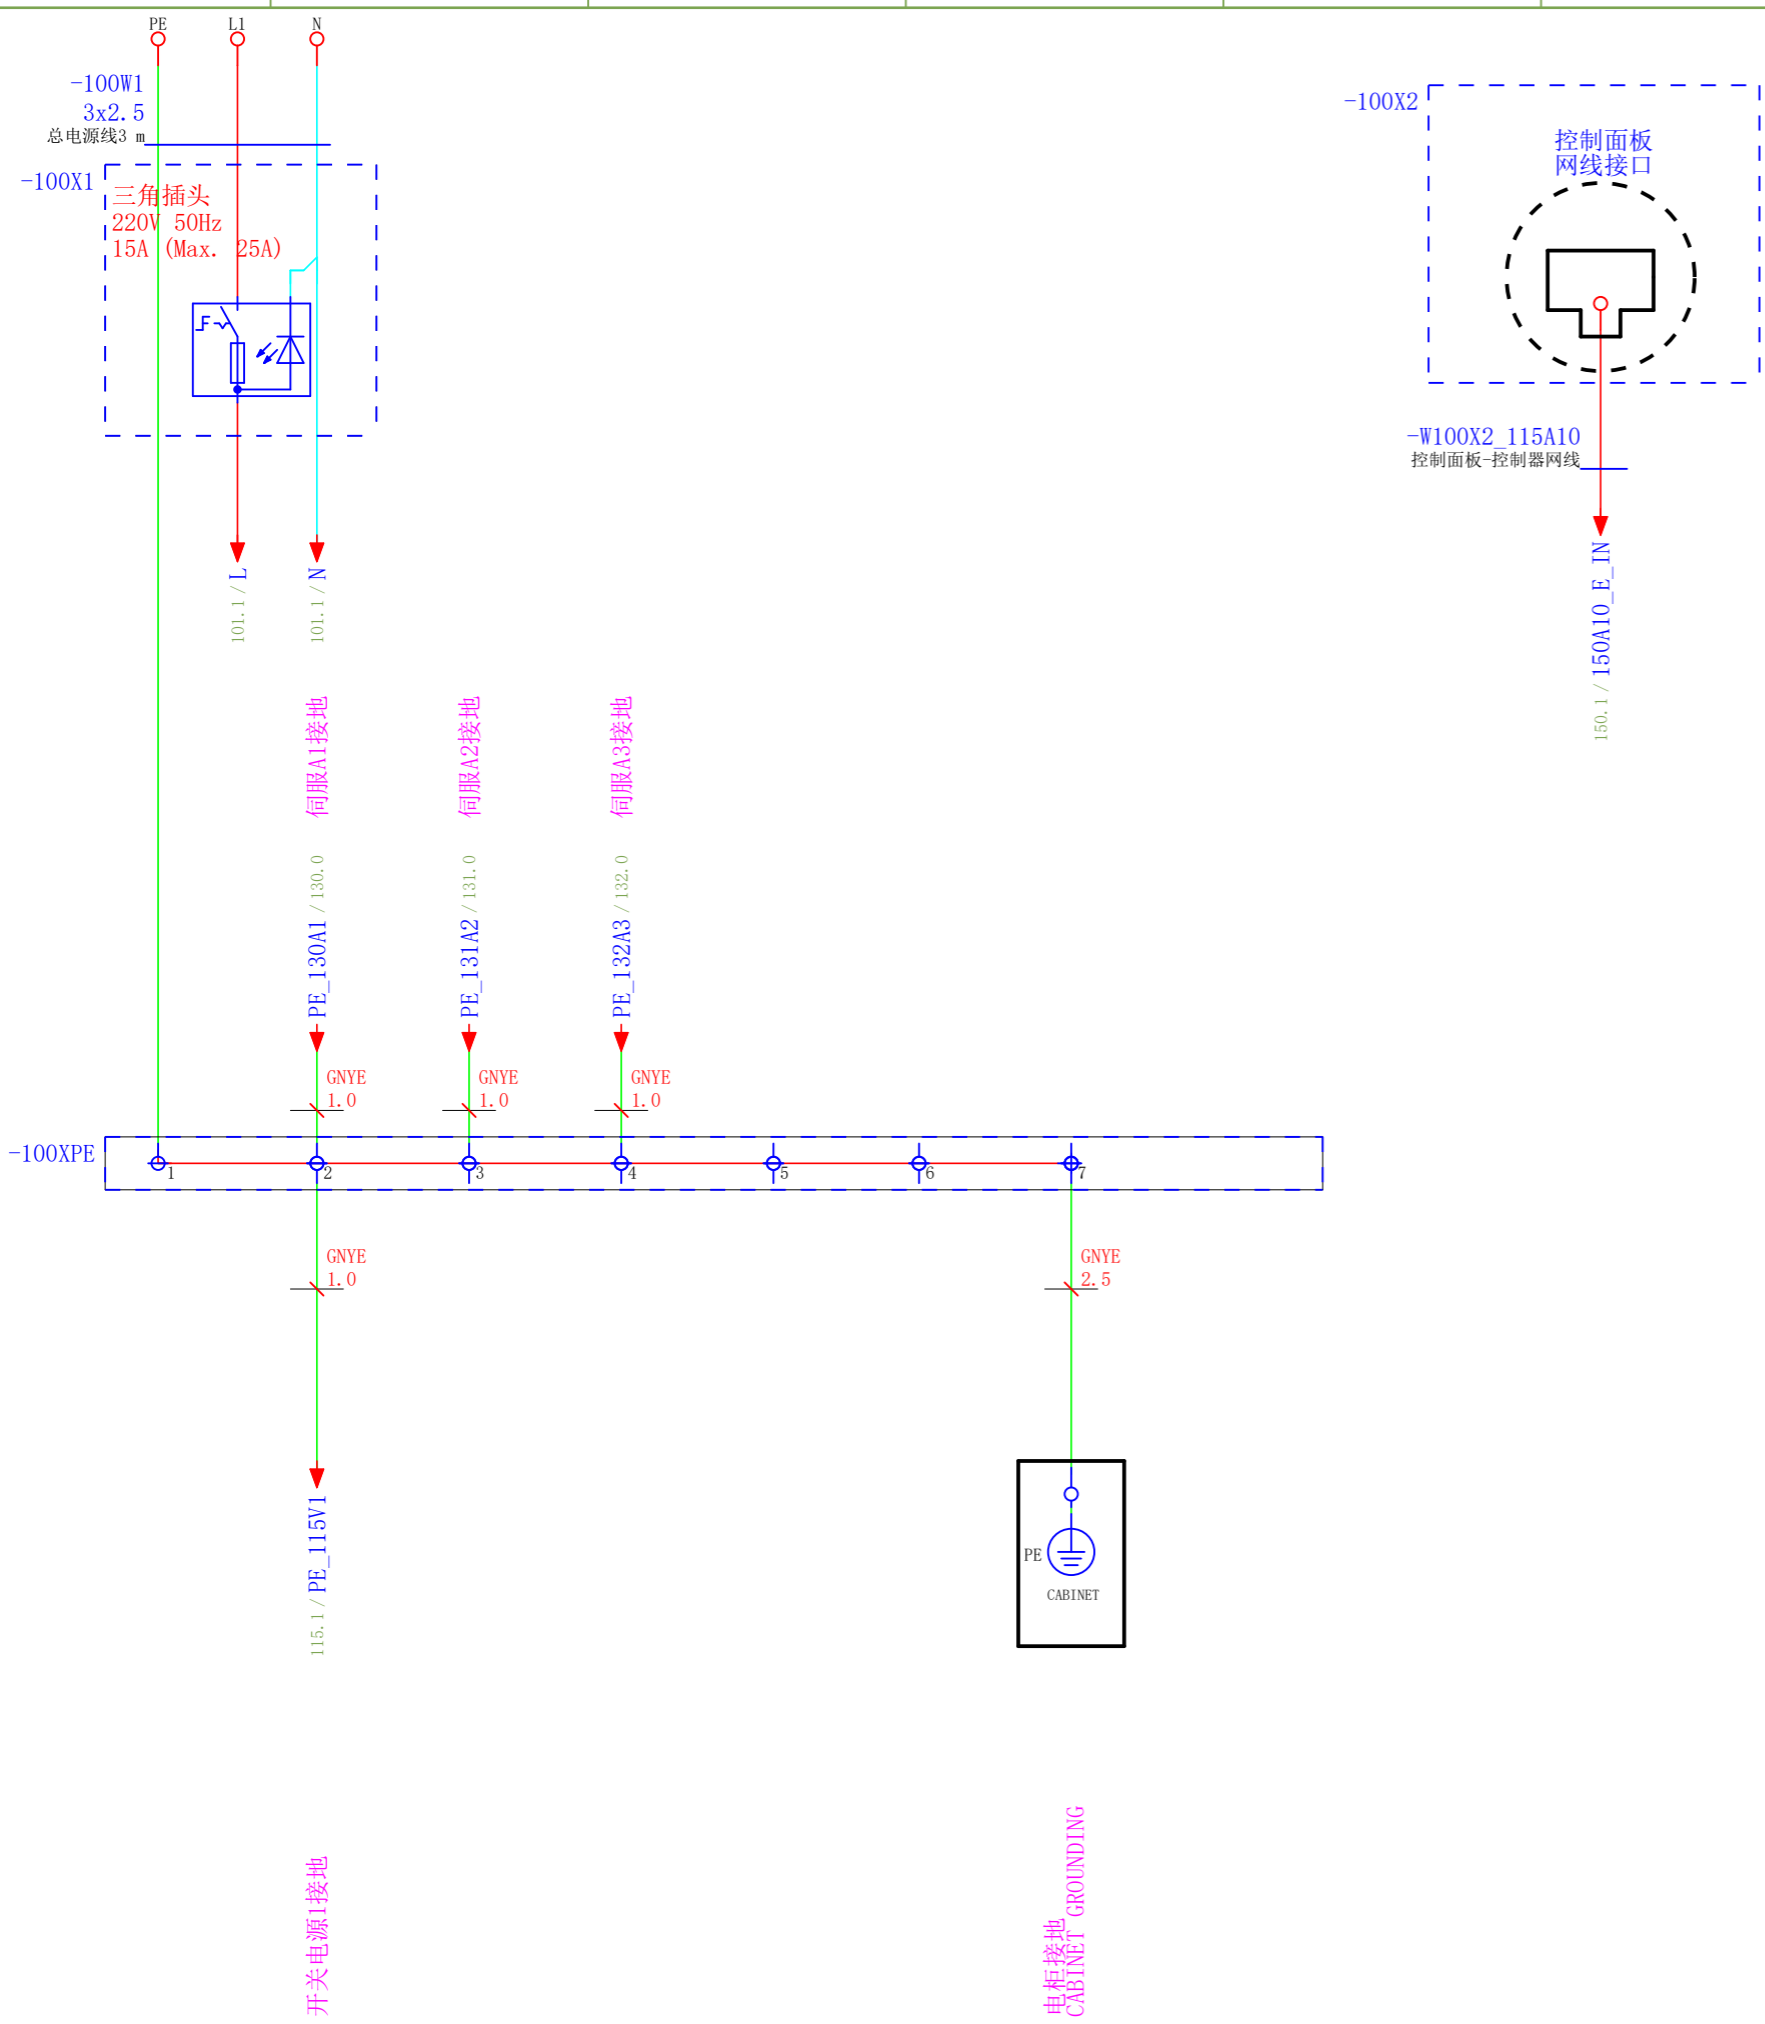 PE
L1
N
-100W1
3x2.5
总电源线3 m
-100X1
三角插头
220V 50Hz
15A (Max. 25A)
-100X2
控制面板
网线接口
-W100X2_115A10
控制面板-控制器网线
101.1 / L
101.1 / N
150.1 / 150A10_E_IN
伺服A1接地
伺服A2接地
伺服A3接地
PE_130A1 / 130.0
PE_131A2 / 131.0
PE_132A3 / 132.0
GNYE
1.0
GNYE
1.0
GNYE
1.0
-100XPE
1
2
3
4
5
6
7
GNYE
1.0
GNYE
2.5
115.1 / PE_115V1
PE
CABINET
开关电源1接地
电柜接地
CABINET GROUNDING